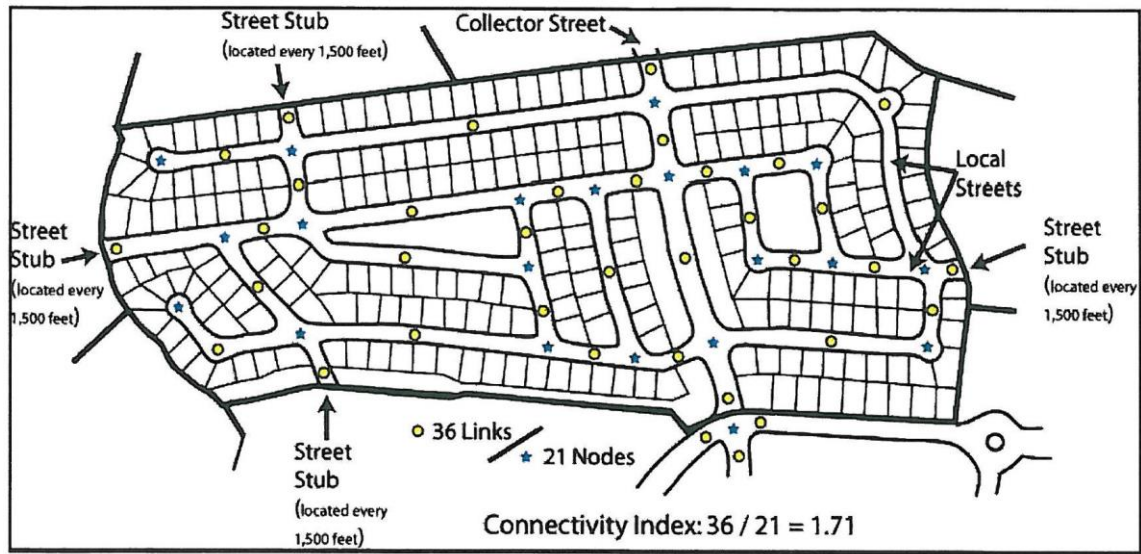 Street Stub
(located every 1,500 feet)
Collector Street
Local
Streets
Street
Stub
(located every
1,500 feet)
Street
Stub
(located every
1,500 feet)
Street
Stub
(located every
1,500 feet)
36 Links
21 Nodes
Connectivity Index: 36 / 21 = 1.71